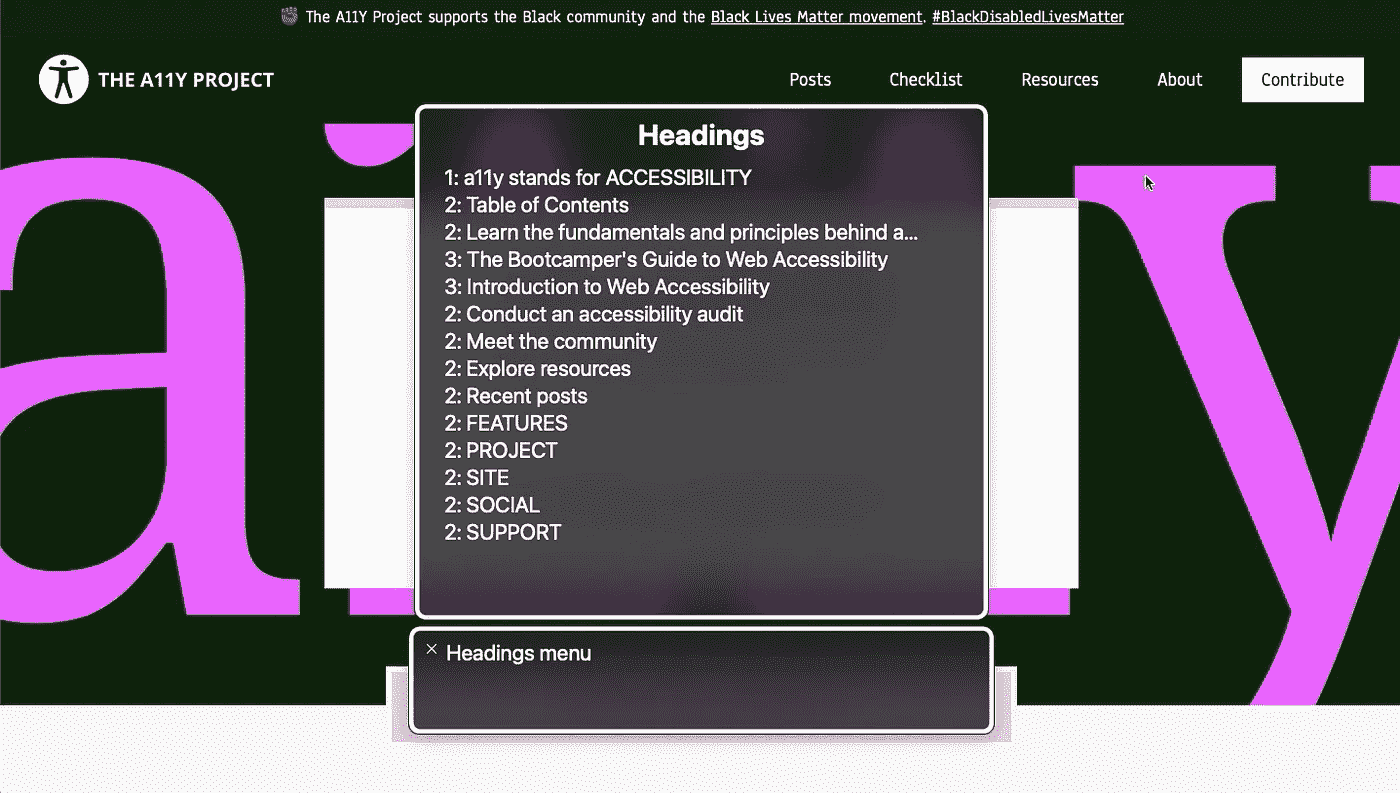 The A11Y Project supports the Black community and the Black Lives Matter movement. #BlackDisabledLivesMatter
THE A11Y PROJECT
Posts
Checklist
Resources
About
Contribute
a i y
Headings
1: a11y stands for ACCESSIBILITY
2: Table of Contents
2: Learn the fundamentals and principles behind a...
3: The Bootcamper's Guide to Web Accessibility
3: Introduction to Web Accessibility
2: Conduct an accessibility audit
2: Meet the community
2: Explore resources
2: Recent posts
2: FEATURES
2: PROJECT
2: SITE
2: SOCIAL
2: SUPPORT
× Headings menu